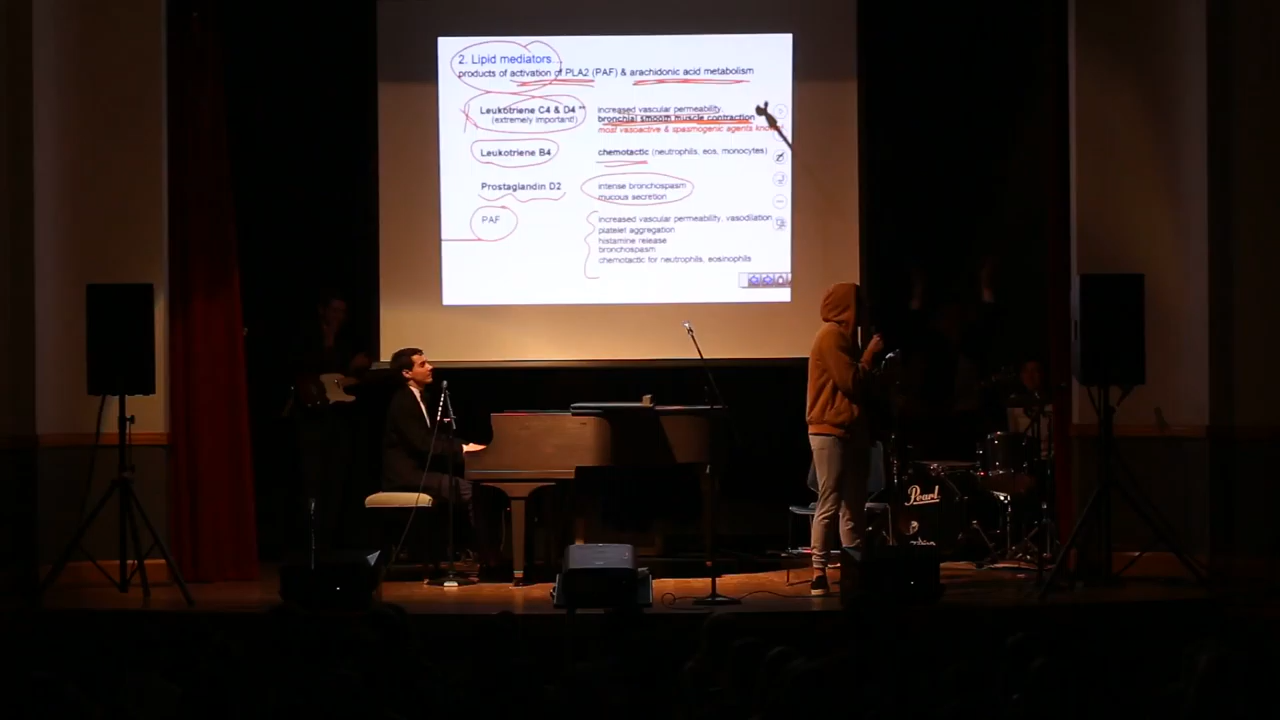 2. Lipid mediators...
products of activation of PLA2 (PAF) & arachidonic acid metabolism
Leukotriene C4 & D4 ** increased vascular permeability,
(extremely important!) bronchial smooth muscle contraction
most vasoactive & spasmogenic agents known
Leukotriene B4 chemotactic (neutrophils, eos, monocytes)
Prostaglandin D2 intense bronchospasm
mucous secretion
PAF increased vascular permeability, vasodilation
platelet aggregation
histamine release
bronchospasm
chemotactic for neutrophils, eosinophils
Pearl